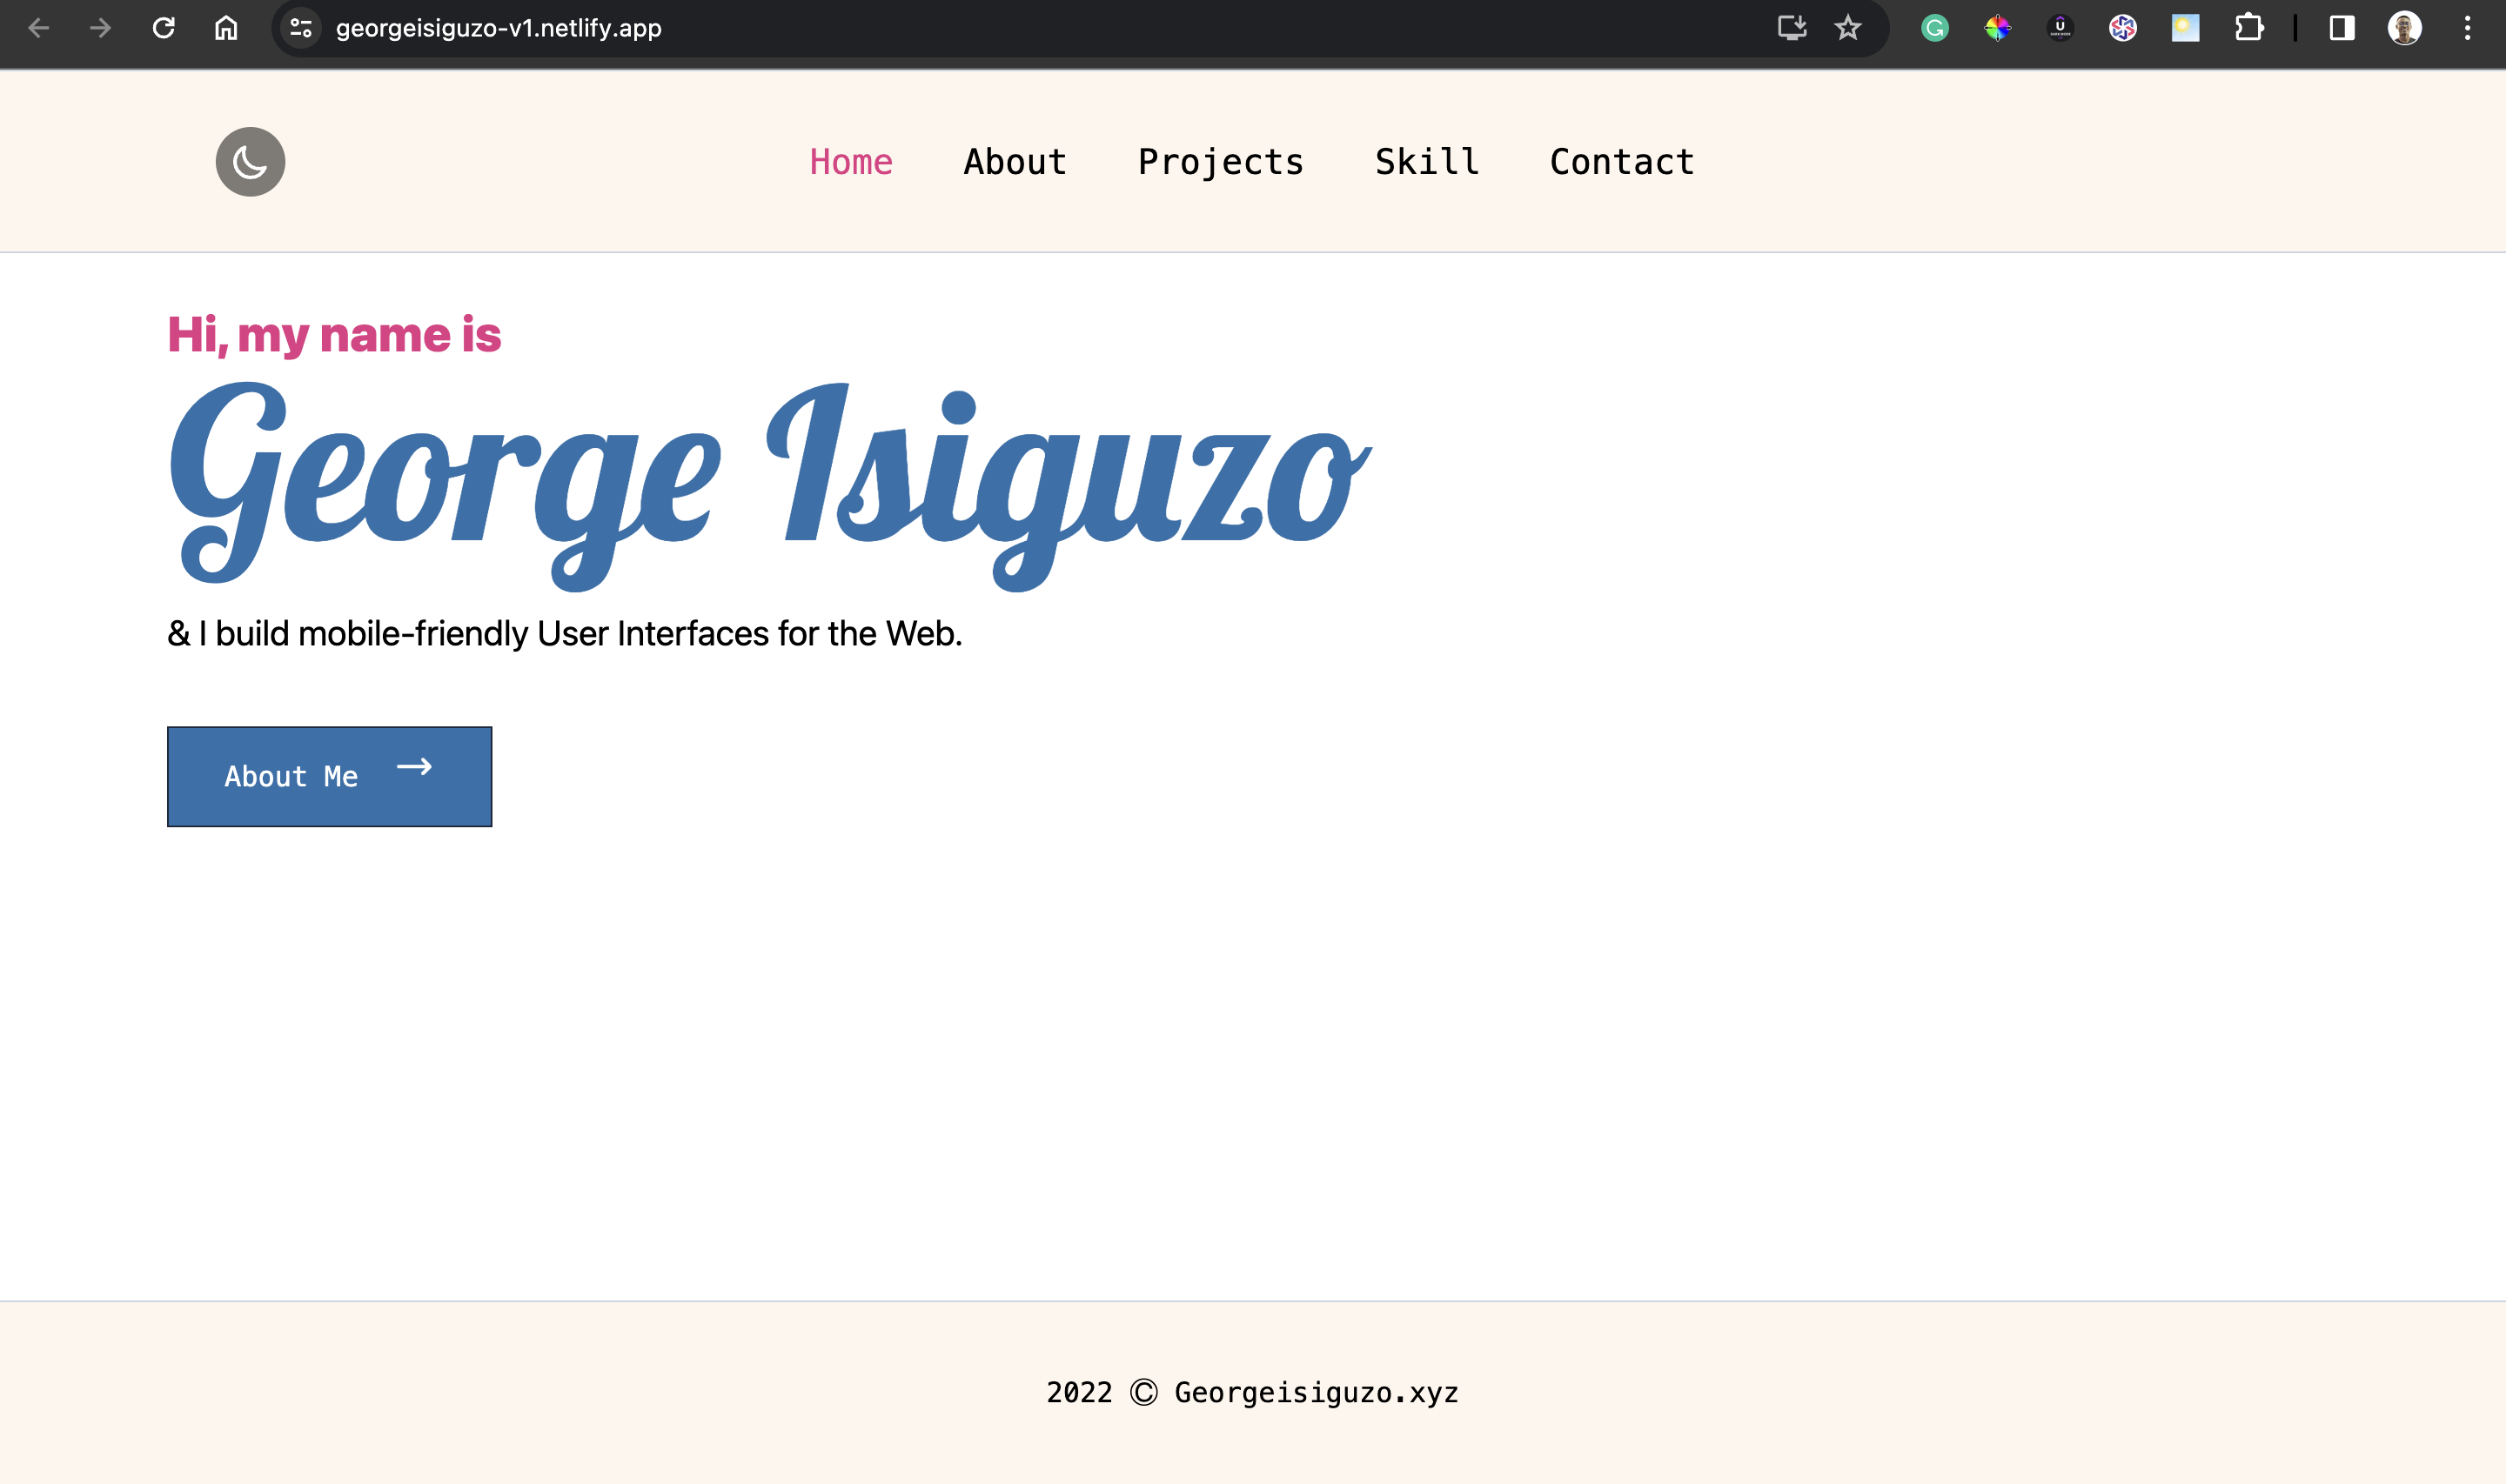 georgeisiguzo-v1.netlify.app
Home About Projects Skill Contact
Hi, my name is
George Isiguzo
& I build mobile-friendly User Interfaces for the Web.
About Me →
2022 © Georgeisiguzo.xyz